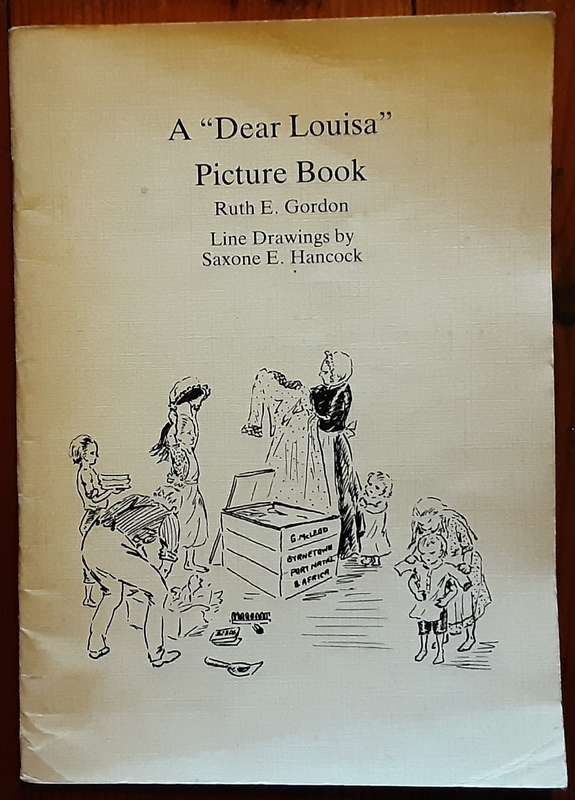 A “Dear Louisa”
Picture Book
Ruth E. Gordon
Line Drawings by
Saxone E. Hancock
G. McLEOD
BYRNETOWN
PORT NATAL
S AFRICA